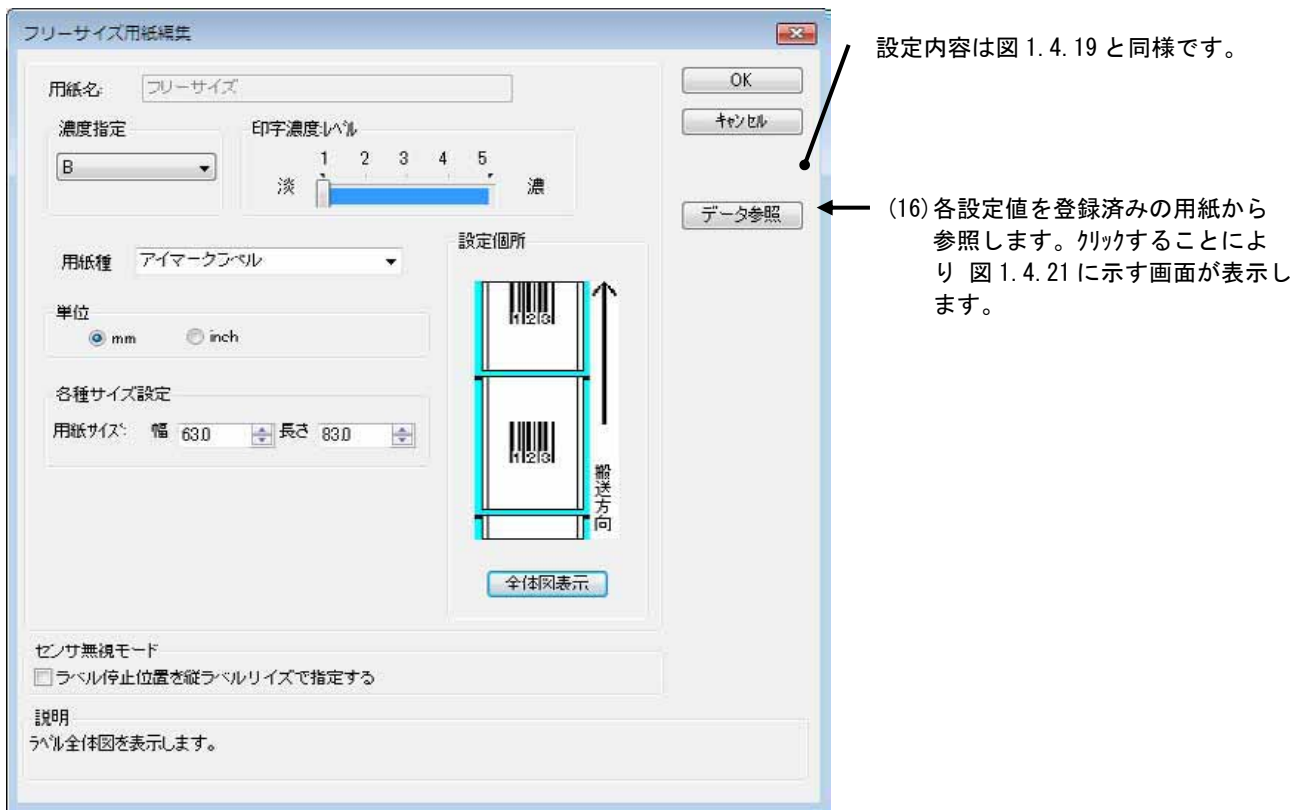 フリーサイズ用紙編集
設定内容は図 1.4.19 と同様です。
用紙名:
フリーサイズ
OK
キャンセル
濃度指定
印字濃度レベル
B
1 2 3 4 5
淡
濃
データ参照
(16)各設定値を登録済みの用紙から
参照します。クリックすることによ
り 図 1.4.21 に示す画面が表示し
ます。
用紙種
アイマークラベル
設定個所
単位
mm
inch
123
各種サイズ設定
用紙サイズ:
幅
63.0
長さ
83.0
123
搬送方向
全体図表示
センサ無視モード
ラベル停止位置を縦ラベルリイズで指定する
説明
ラベル全体図を表示します。